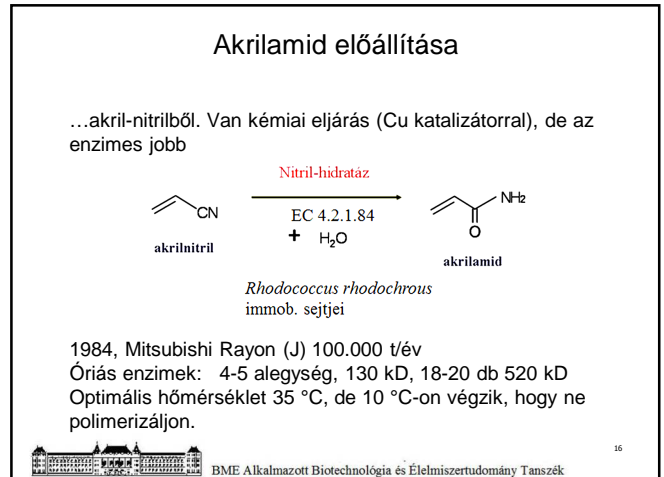 Akrilamid előállítása
…akril-nitrilből. Van kémiai eljárás (Cu katalizátorral), de az
enzimes jobb
Nitril-hidratáz
CN
EC 4.2.1.84
+ H₂O
akrilnitril
NH₂
O
akrilamid
Rhodococcus rhodochrous
immob. sejtjei
1984, Mitsubishi Rayon (J) 100.000 t/év
Óriás enzimek: 4-5 alegység, 130 kD, 18-20 db 520 kD
Optimális hőmérséklet 35 °C, de 10 °C-on végzik, hogy ne
polimerizáljon.
16
BME Alkalmazott Biotechnológia és Élelmiszertudomány Tanszék